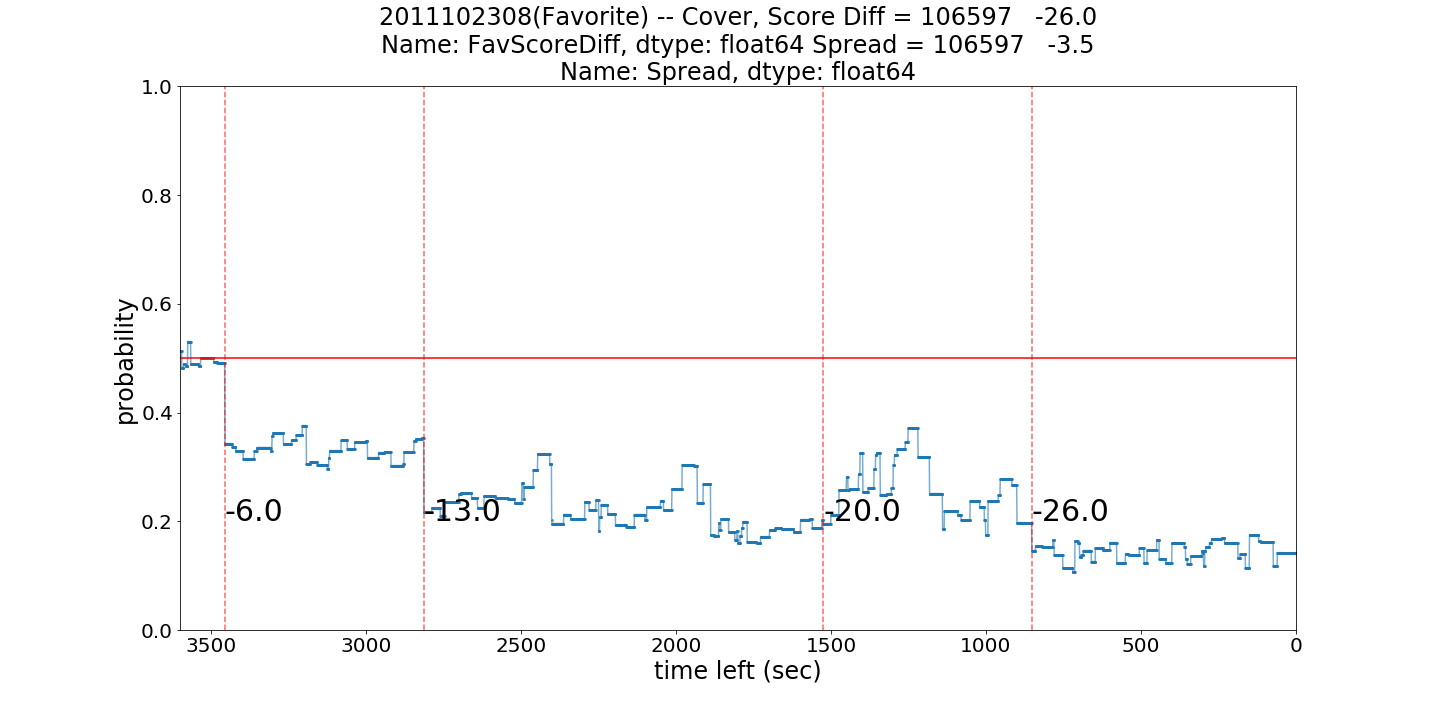 2011102308(Favorite) -- Cover, Score Diff = 106597   -26.0
Name: FavScoreDiff, dtype: float64 Spread = 106597   -3.5
Name: Spread, dtype: float64
1.0
0.8
0.6
0.4
0.2
0.0
probability
-6.0
-13.0
-20.0
-26.0
3500 3000 2500 2000 1500 1000 500 0
time left (sec)